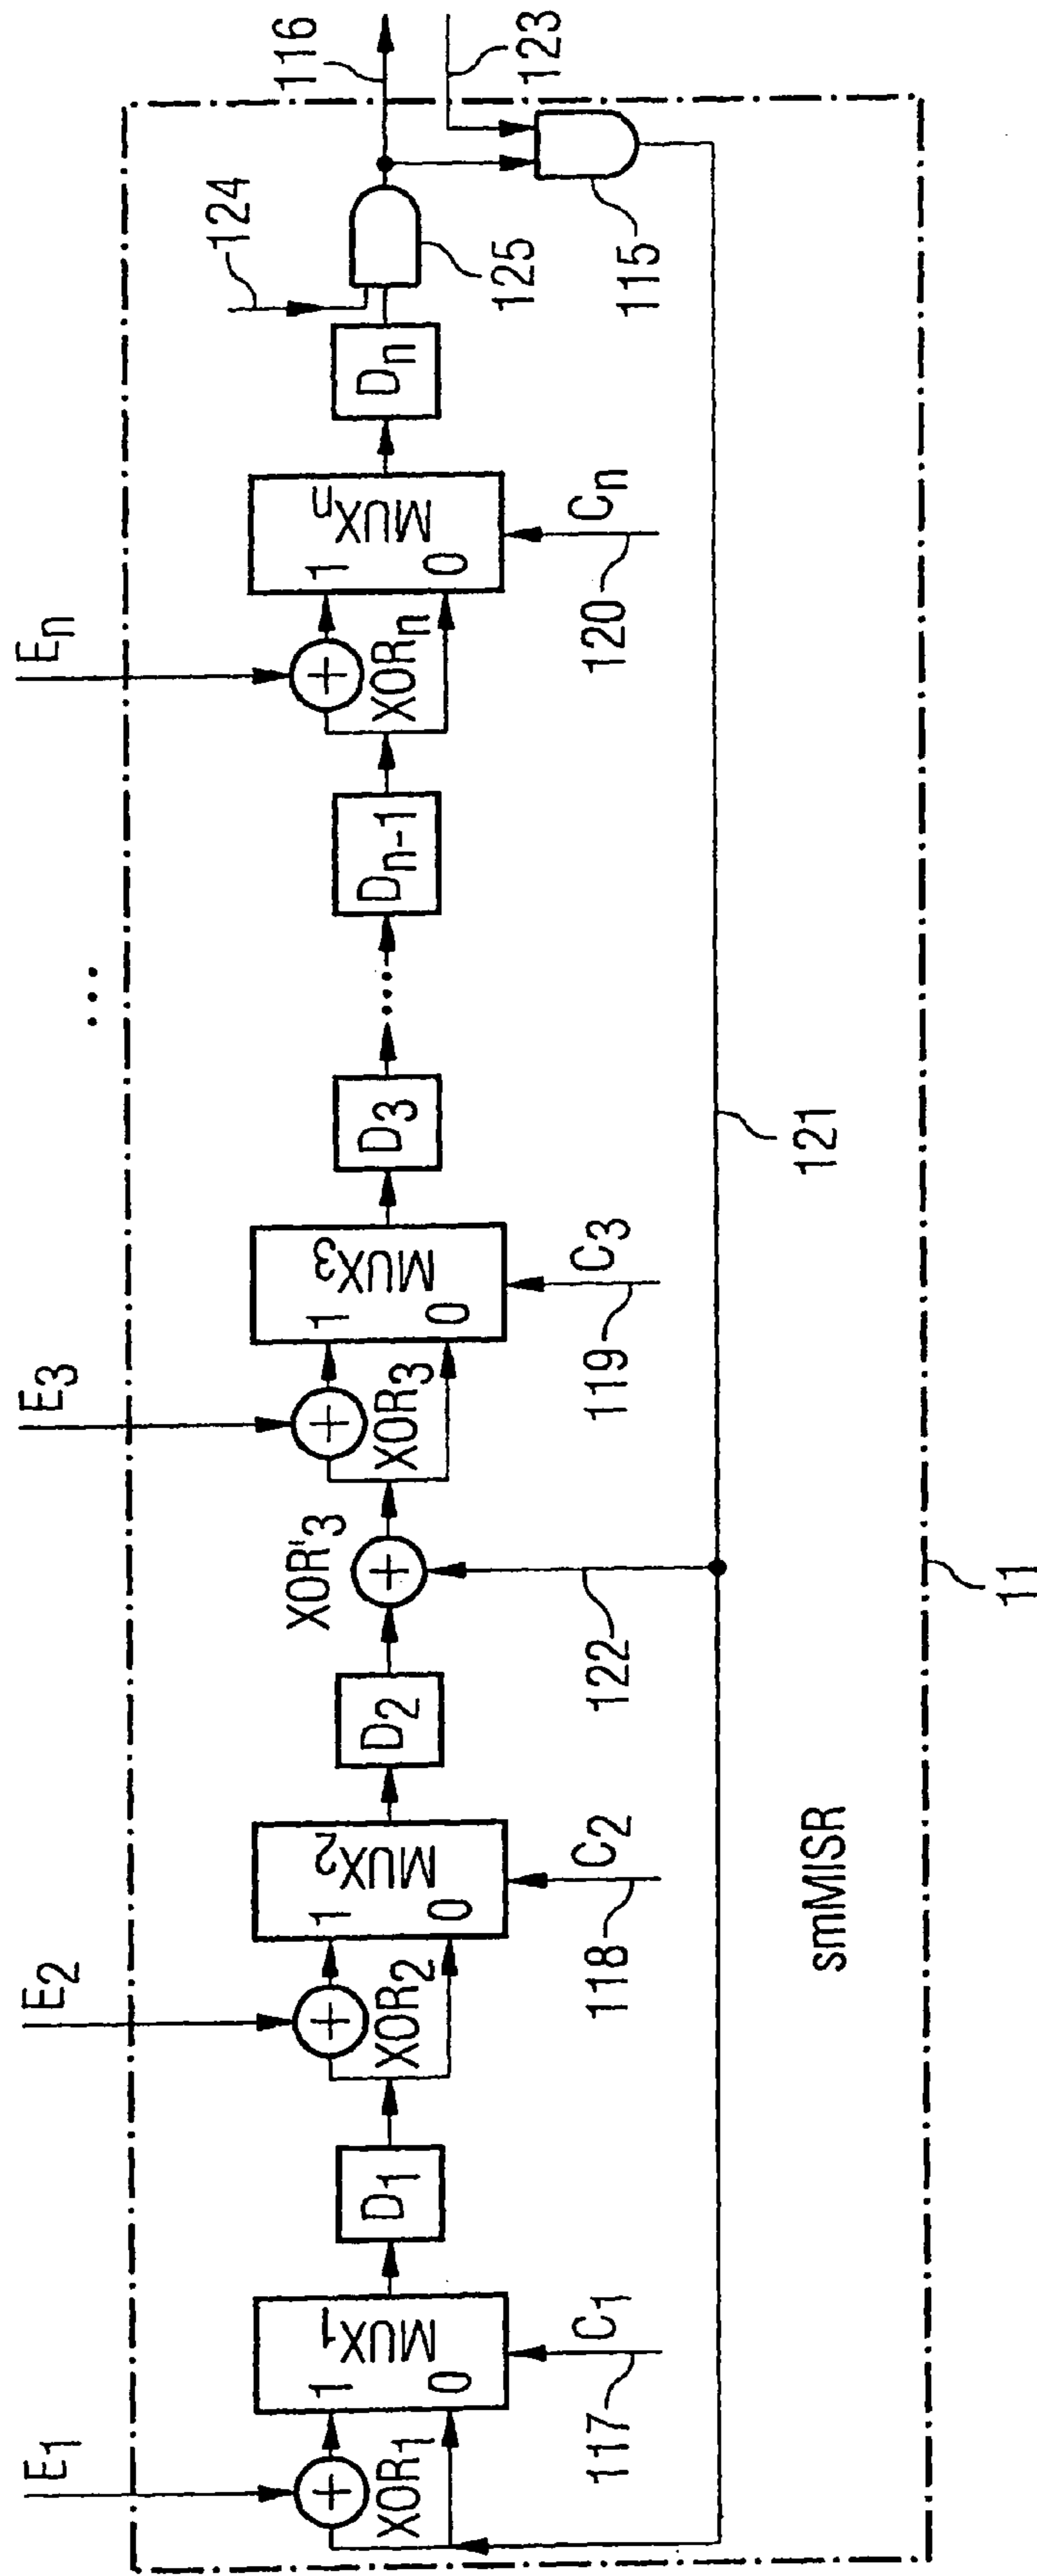 E1
E2
E3
...
En
124
116
123
XOR1
1
0
MUX1
D1
XOR2
1
0
MUX2
D2
XOR'3
XOR3
1
0
MUX3
D3
...
Dn-1
XORn
1
0
MUXn
Dn
125
115
117
C1
118
C2
122
119
C3
120
Cn
121
smMISR
11